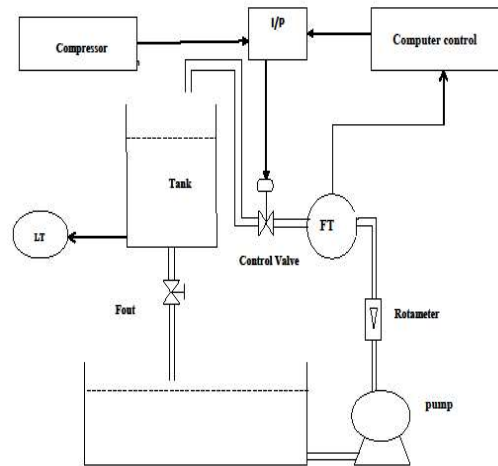 I/P
Compressor
Computer control
Tank
FT
LT
Control Valve
Fout
Rotameter
pump